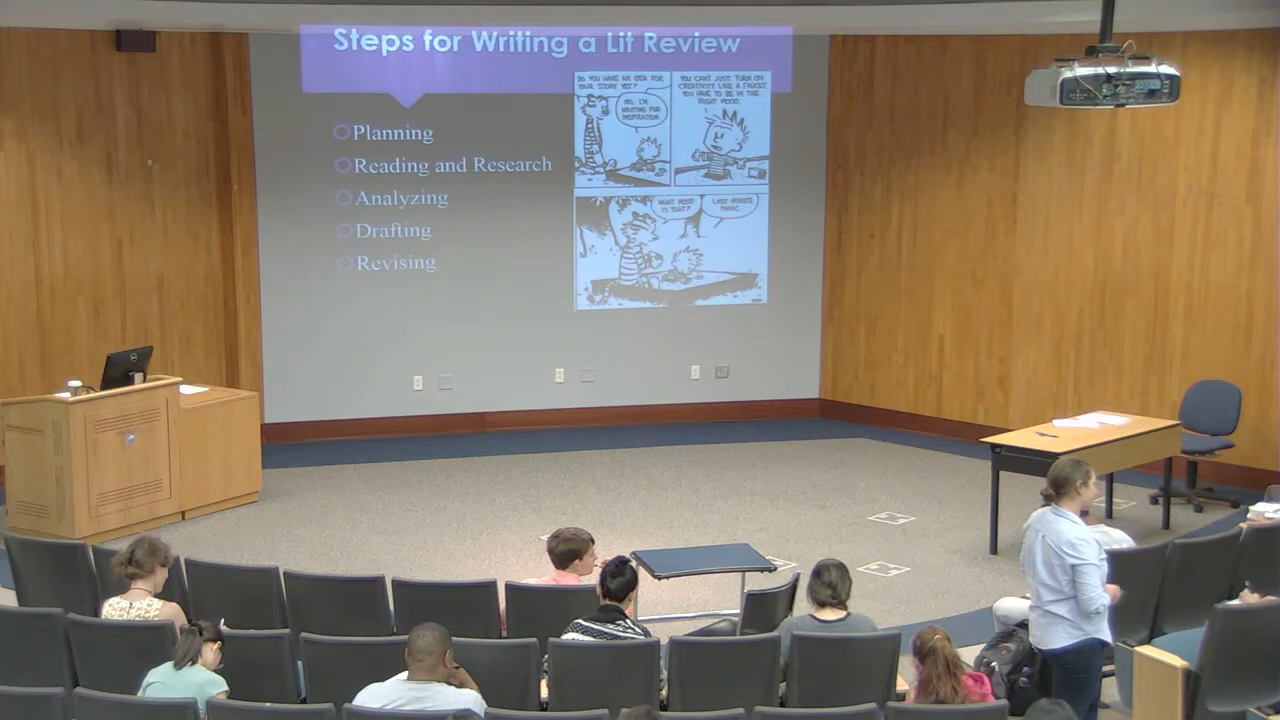 Steps for Writing a Lit Review
Planning
Reading and Research
Analyzing
Drafting
Revising
DO YOU HAVE AN IDEA FOR
YOUR STORY YET?
NO, I'M
WAITING FOR
INSPIRATION.
YOU CAN'T JUST TURN ON
CREATIVITY LIKE A FAUCET.
YOU HAVE TO BE IN THE
RIGHT MOOD.
WHAT MOOD
IS THAT?
LAST-MINUTE
PANIC.